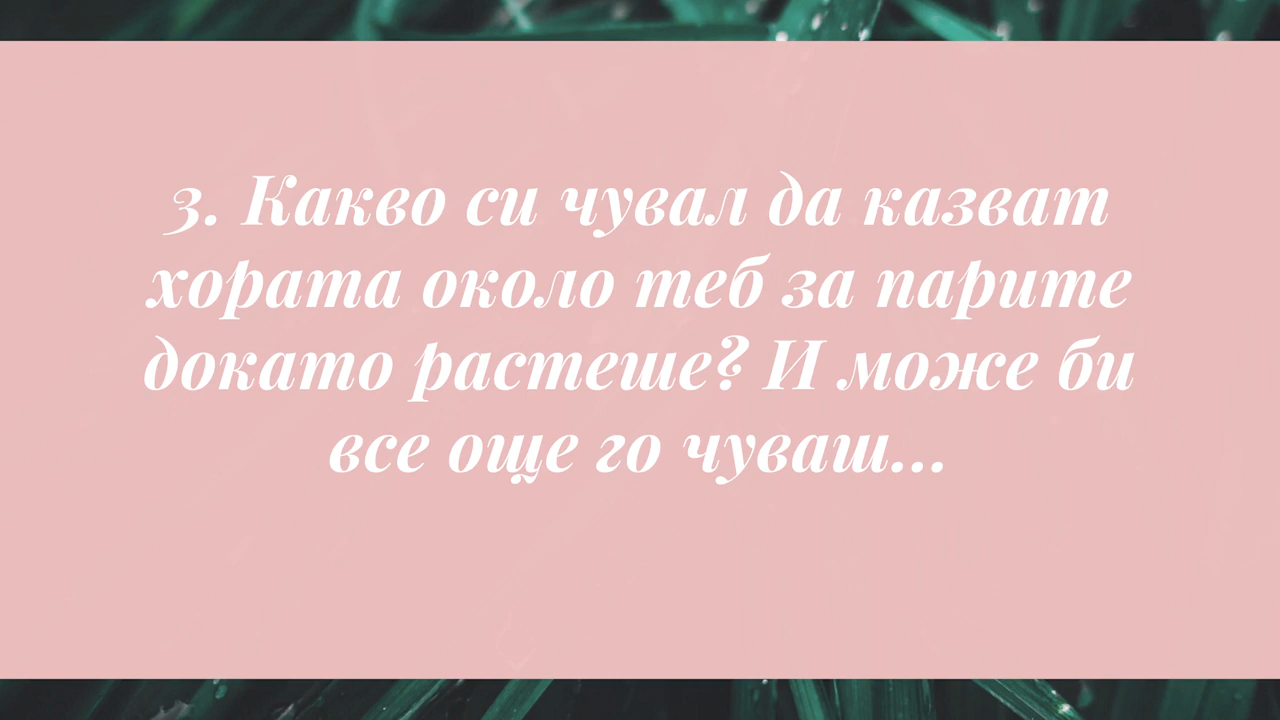 3. Какво си чувал да казват
хората около теб за парите
докато растеше? И може би
все още го чуваш...